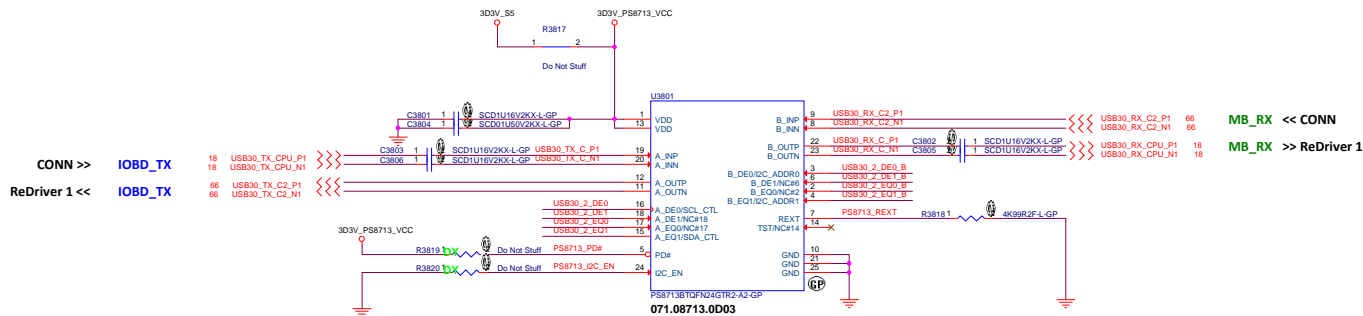 3D3V_S5 3D3V_PS8713_VCC
R3817
1 2
Do Not Stuff
U3801
C3801 1 SCD1U16V2KX-L-GP 1 VDD B_INP 9 USB30_RX_C2_P1 USB30_RX_C2_P1 66 MB_RX << CONN
C3804 1 SCD01U50V2KX-GP 13 VDD B_INN 8 USB30_RX_C2_N1 USB30_RX_C2_N1 66
CONN >> IOBD_TX 18 USB30_TX_CPU_P1 C3803 1 SCD1U16V2KX-L-GP USB30_TX_C_P1 19 A_INP B_OUTP 22 USB30_RX_C_P1 C3802 1 SCD1U16V2KX-L-GP USB30_RX_CPU_P1 18 MB_RX >> ReDriver 1
18 USB30_TX_CPU_N1 C3806 1 SCD1U16V2KX-L-GP USB30_TX_C_N1 20 A_INN B_OUTN 23 USB30_RX_C_N1 C3805 1 SCD1U16V2KX-L-GP USB30_RX_CPU_N1 18
ReDriver 1 << IOBD_TX 66 USB30_TX_C2_P1 12 A_OUTP B_DE0/I2C_ADDR0 3 USB30_2_DE0_B
66 USB30_TX_C2_N1 11 A_OUTN B_DE1/NC#6 6 USB30_2_DE1_B
B_EQ0/NC#2 2 USB30_2_EQ0_B
B_EQ1/I2C_ADDR1 4 USB30_2_EQ1_B
USB30_2_DE0 16 A_DE0/SCL_CTL
USB30_2_DE1 18 A_DE1/NC#18 REXT 7 PS8713_REXT R3818 1 4K99R2F-L-GP
USB30_2_EQ0 17 A_EQ0/NC#17 TST/NC#14 14
USB30_2_EQ1 15 A_EQ1/SDA_CTL
3D3V_PS8713_VCC
R3819 1 DX Do Not Stuff PS8713_PD# 5 PD# GND 10
GND 21
R3820 1 DX Do Not Stuff PS8713_I2C_EN 24 I2C_EN GND 25
GP
PS8713BTQFN24GTR2-A2-GP
071.08713.0D03